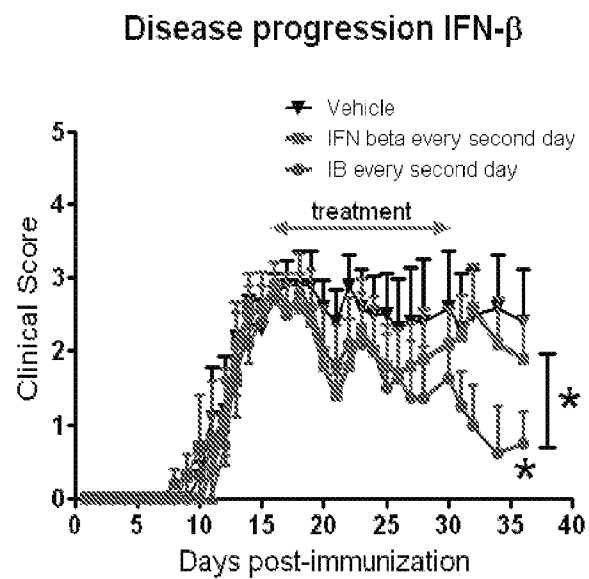 Disease progression IFN-β
Vehicle
IFN beta every second day
IB every second day
treatment
Clinical Score
5
4
3
2
1
0
0 5 10 15 20 25 30 35 40
Days post-immunization
*
*